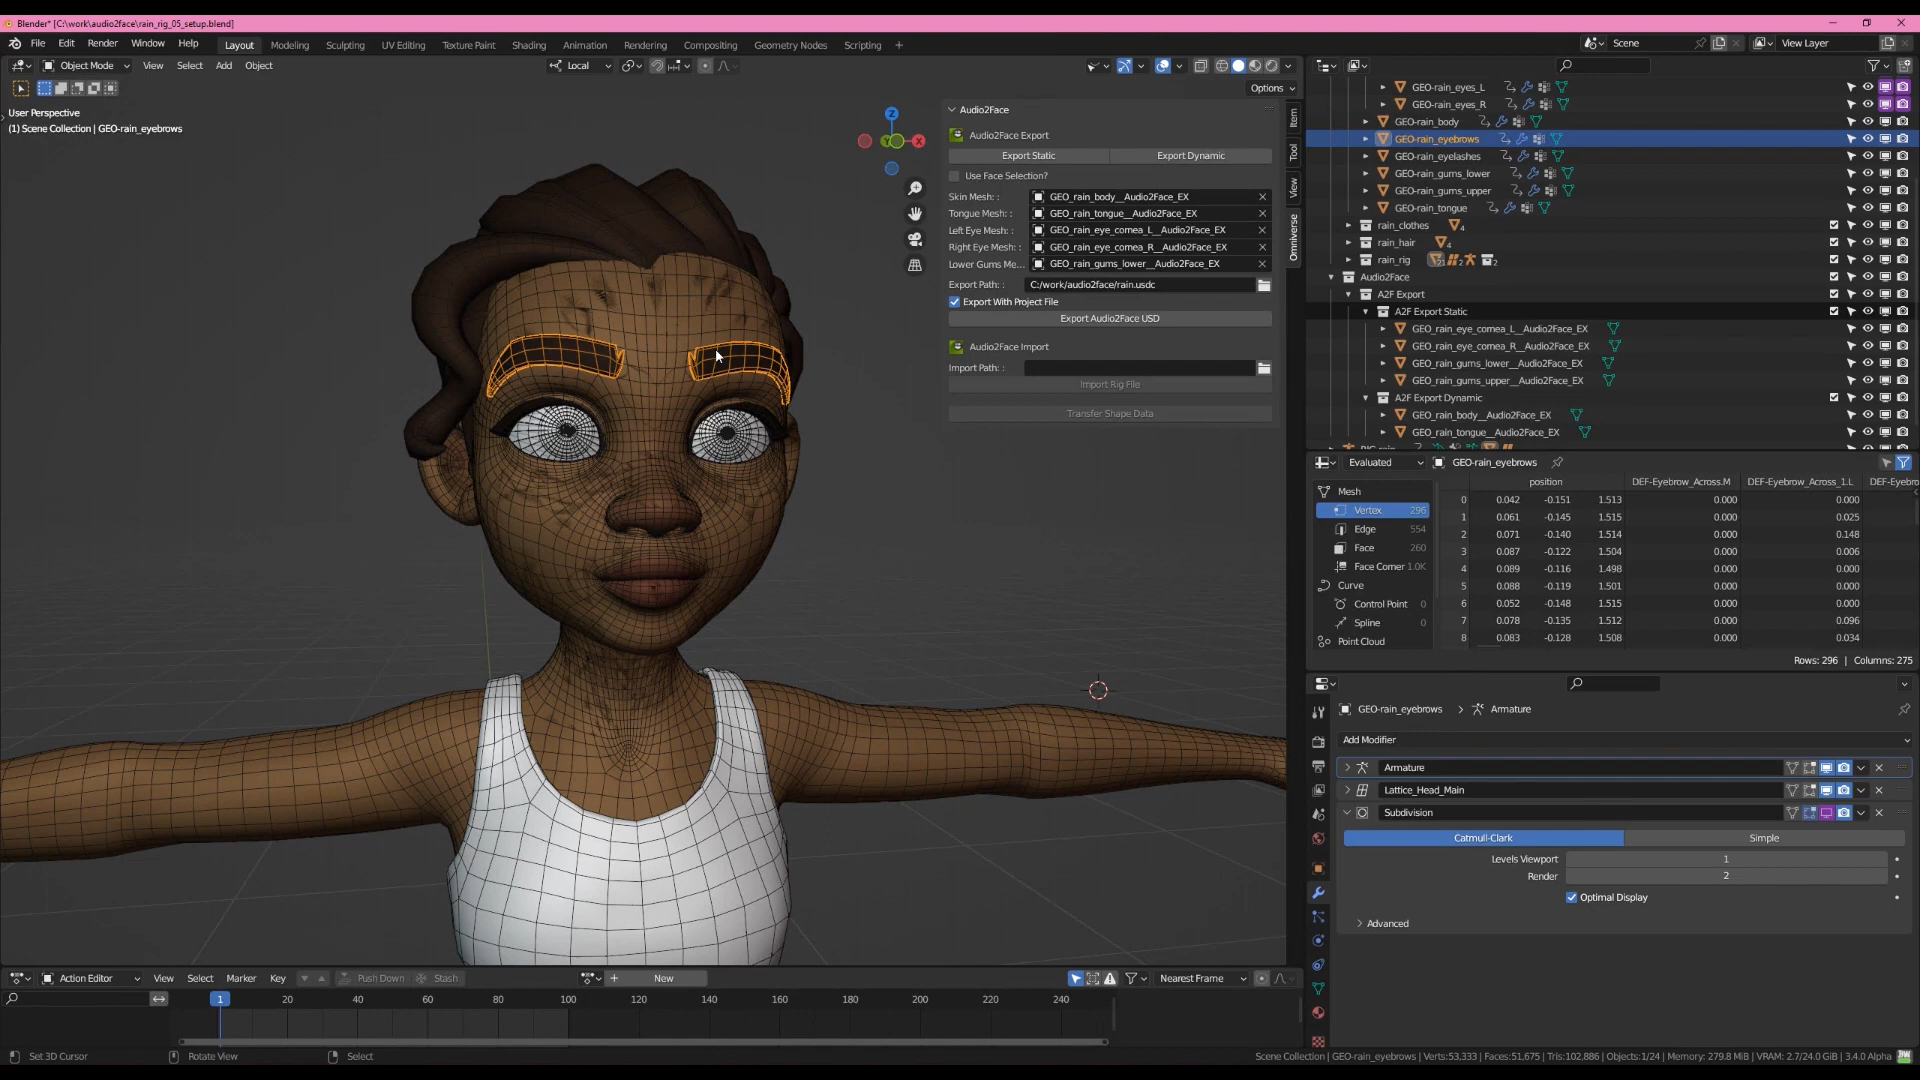 Blender* [C:\work\audio2face\rain_rig_05_setup.blend]
File Edit Render Window Help Layout Modeling Sculpting UV Editing Texture Paint Shading Animation Rendering Compositing Geometry Nodes Scripting + Scene View Layer
Object Mode View Select Add Object Local
Options
User Perspective
(1) Scene Collection | GEO-rain_eyebrows
Z
X
Y
Audio2Face
Audio2Face Export
Export Static Export Dynamic
Use Face Selection?
Skin Mesh: : GEO_rain_body__Audio2Face_EX
Tongue Mesh: : GEO_rain_tongue__Audio2Face_EX
Left Eye Mesh: : GEO_rain_eye_cornea_L__Audio2Face_EX
Right Eye Mesh: : GEO_rain_eye_cornea_R__Audio2Face_EX
Lower Gums Me... GEO_rain_gums_lower__Audio2Face_EX
Export Path: : C:/work/audio2face/rain.usdc
Export With Project File
Export Audio2Face USD
Audio2Face Import
Import Path: :
Import Rig File
Transfer Shape Data
Item
Tool
View
Omniverse
GEO-rain_eyes_L
GEO-rain_eyes_R
GEO-rain_body
GEO-rain_eyebrows
GEO-rain_eyelashes
GEO-rain_gums_lower
GEO-rain_gums_upper
GEO-rain_tongue
rain_clothes 4
rain_hair 4
rain_rig 21 2 2
Audio2Face
A2F Export
A2F Export Static
GEO_rain_eye_cornea_L__Audio2Face_EX
GEO_rain_eye_cornea_R__Audio2Face_EX
GEO_rain_gums_lower__Audio2Face_EX
GEO_rain_gums_upper__Audio2Face_EX
A2F Export Dynamic
GEO_rain_body__Audio2Face_EX
GEO_rain_tongue__Audio2Face_EX
Evaluated GEO-rain_eyebrows
Mesh
Vertex 296
Edge 554
Face 260
Face Corner 1.0K
Curve
Control Point 0
Spline 0
Point Cloud
position DEF-Eyebrow_Across.M DEF-Eyebrow_Across_1.L DEF-Eyebro
0 0.042 -0.151 1.513 0.000 0.000
1 0.061 -0.145 1.515 0.000 0.025
2 0.071 -0.140 1.514 0.000 0.148
3 0.087 -0.122 1.504 0.000 0.006
4 0.089 -0.116 1.498 0.000 0.000
5 0.088 -0.119 1.501 0.000 0.000
6 0.052 -0.148 1.515 0.000 0.000
7 0.078 -0.135 1.512 0.000 0.096
8 0.083 -0.128 1.508 0.000 0.034
Rows: 296 | Columns: 275
GEO-rain_eyebrows > Armature
Add Modifier
Armature
Lattice_Head_Main
Subdivision
Catmull-Clark Simple
Levels Viewport 1
Render 2
Optimal Display
Advanced
Action Editor View Select Marker Key Push Down Stash + New Nearest Frame
1 20 40 60 80 100 120 140 160 180 200 220 240
Set 3D Cursor Rotate View Select
Scene Collection | GEO-rain_eyebrows | Verts:53,333 | Faces:51,675 | Tris:102,886 | Objects:1/24 | Memory: 279.8 MiB | VRAM: 2.7/24.0 GiB | 3.4.0 Alpha